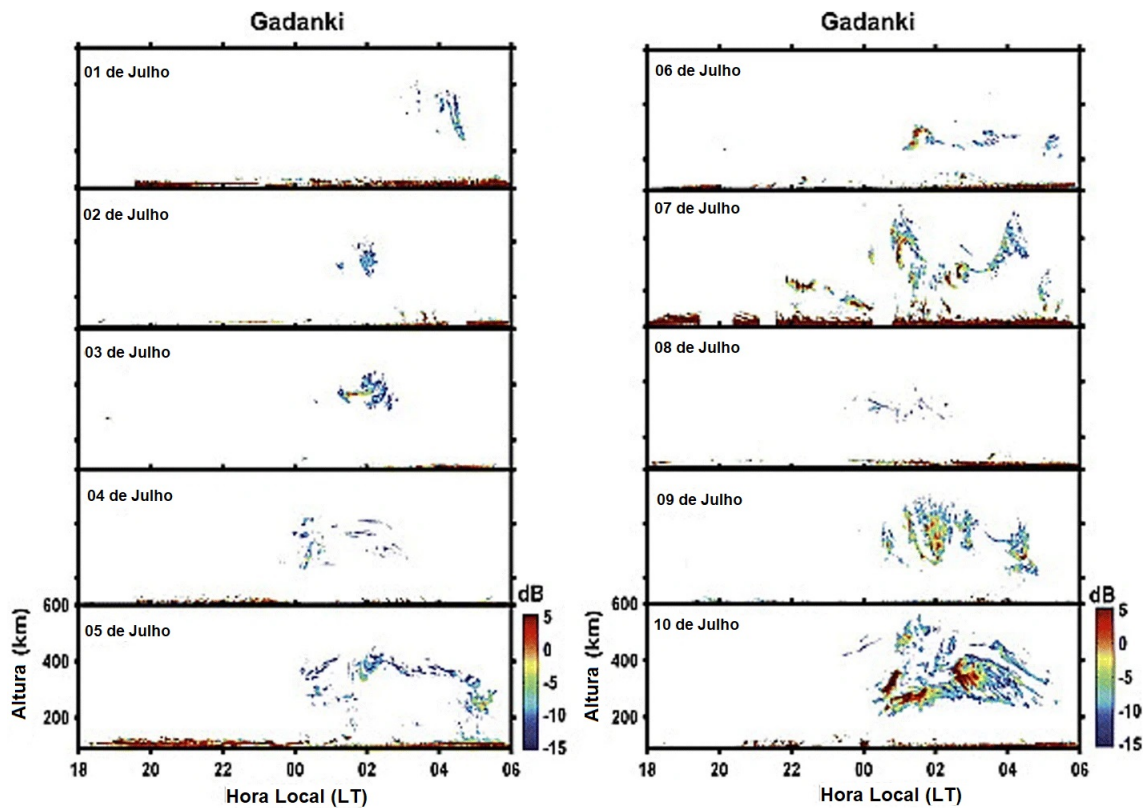 Gadanki
01 de Julho
02 de Julho
03 de Julho
04 de Julho
05 de Julho
600
400
200
Altura (km)
dB
5
0
-5
-10
-15
18 20 22 00 02 04 06
Hora Local (LT)
Gadanki
06 de Julho
07 de Julho
08 de Julho
09 de Julho
10 de Julho
600
400
200
Altura (km)
dB
5
0
-5
-10
-15
18 20 22 00 02 04 06
Hora Local (LT)